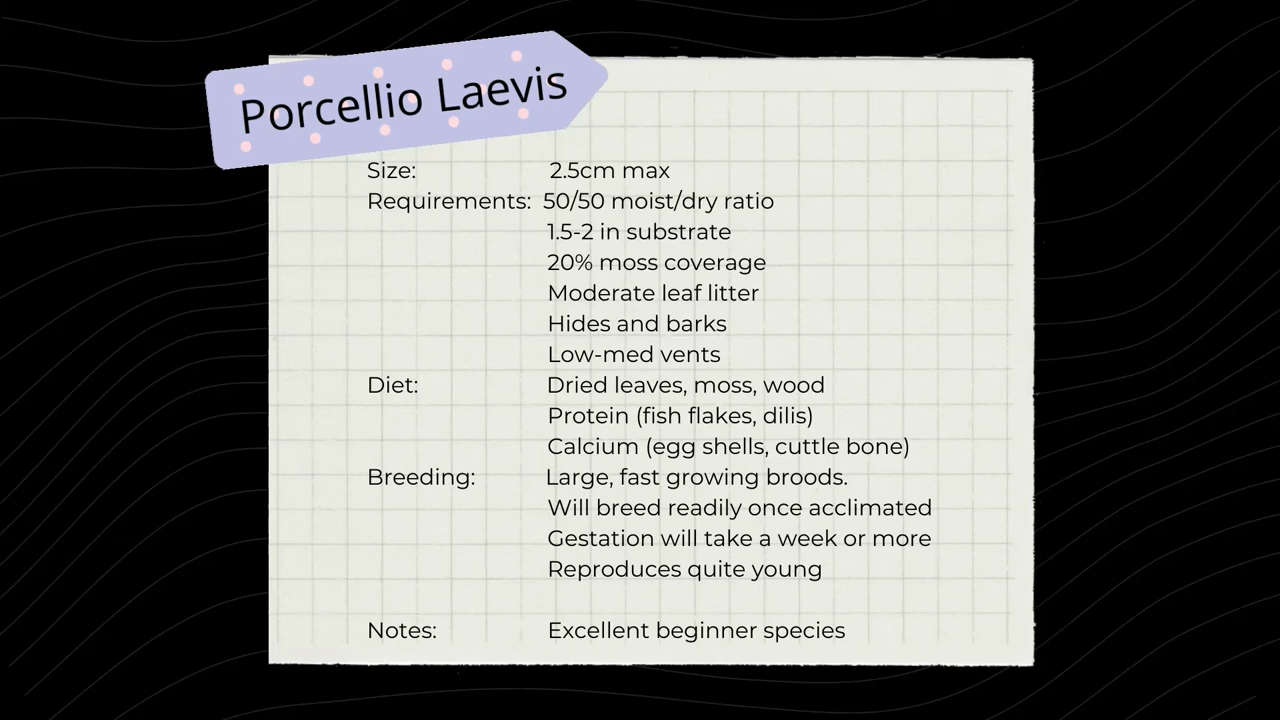 Porcellio Laevis
Size: 2.5cm max
Requirements: 50/50 moist/dry ratio
1.5-2 in substrate
20% moss coverage
Moderate leaf litter
Hides and barks
Low-med vents
Diet: Dried leaves, moss, wood
Protein (fish flakes, dilis)
Calcium (egg shells, cuttle bone)
Breeding: Large, fast growing broods.
Will breed readily once acclimated
Gestation will take a week or more
Reproduces quite young
Notes: Excellent beginner species